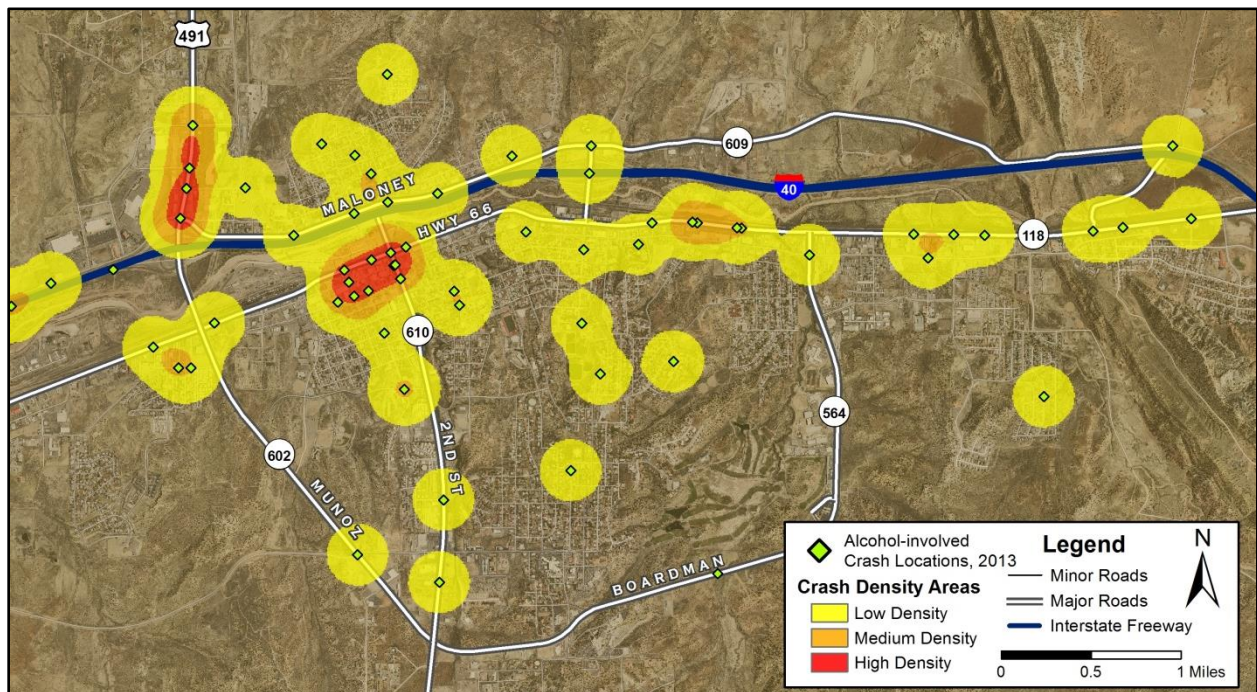 491
609
MALONEY
40
HWY 66
118
610
564
602
2ND ST
MUNOZ
BOARDMAN
Alcohol-involved
Crash Locations, 2013
Crash Density Areas
Low Density
Medium Density
High Density
Legend
Minor Roads
Major Roads
Interstate Freeway
0 0.5 1 Miles
N